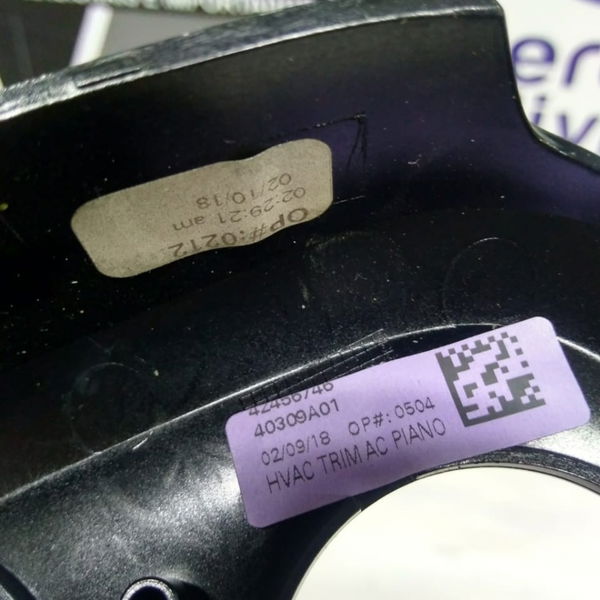 OP#:0212
02:29:21 am
02/10/18
42456746
40309A01
02/09/18 OP#:0504
HVAC TRIM AC PIANO